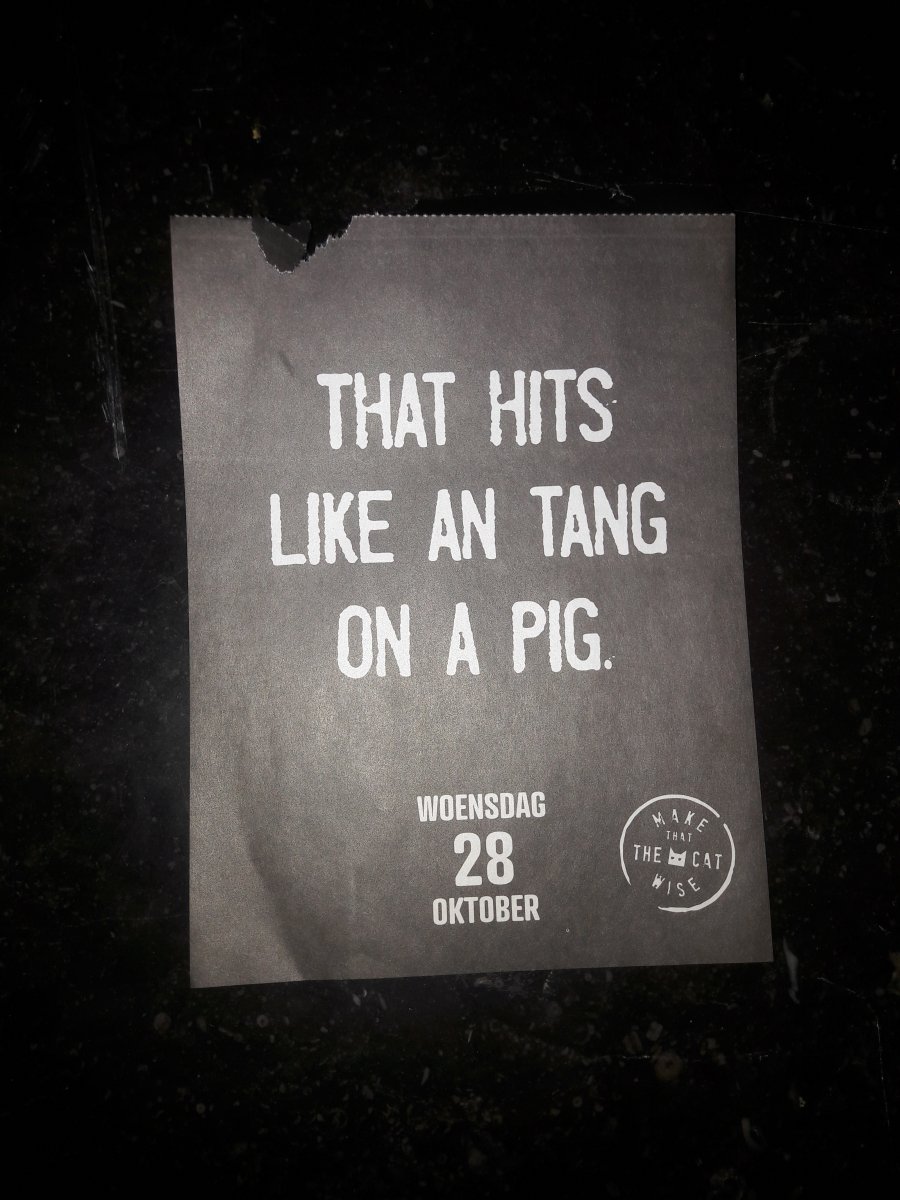 THAT HITS
LIKE AN TANG
ON A PIG.
WOENSDAG
28
OKTOBER
MAKE
THAT
THE CAT
WISE